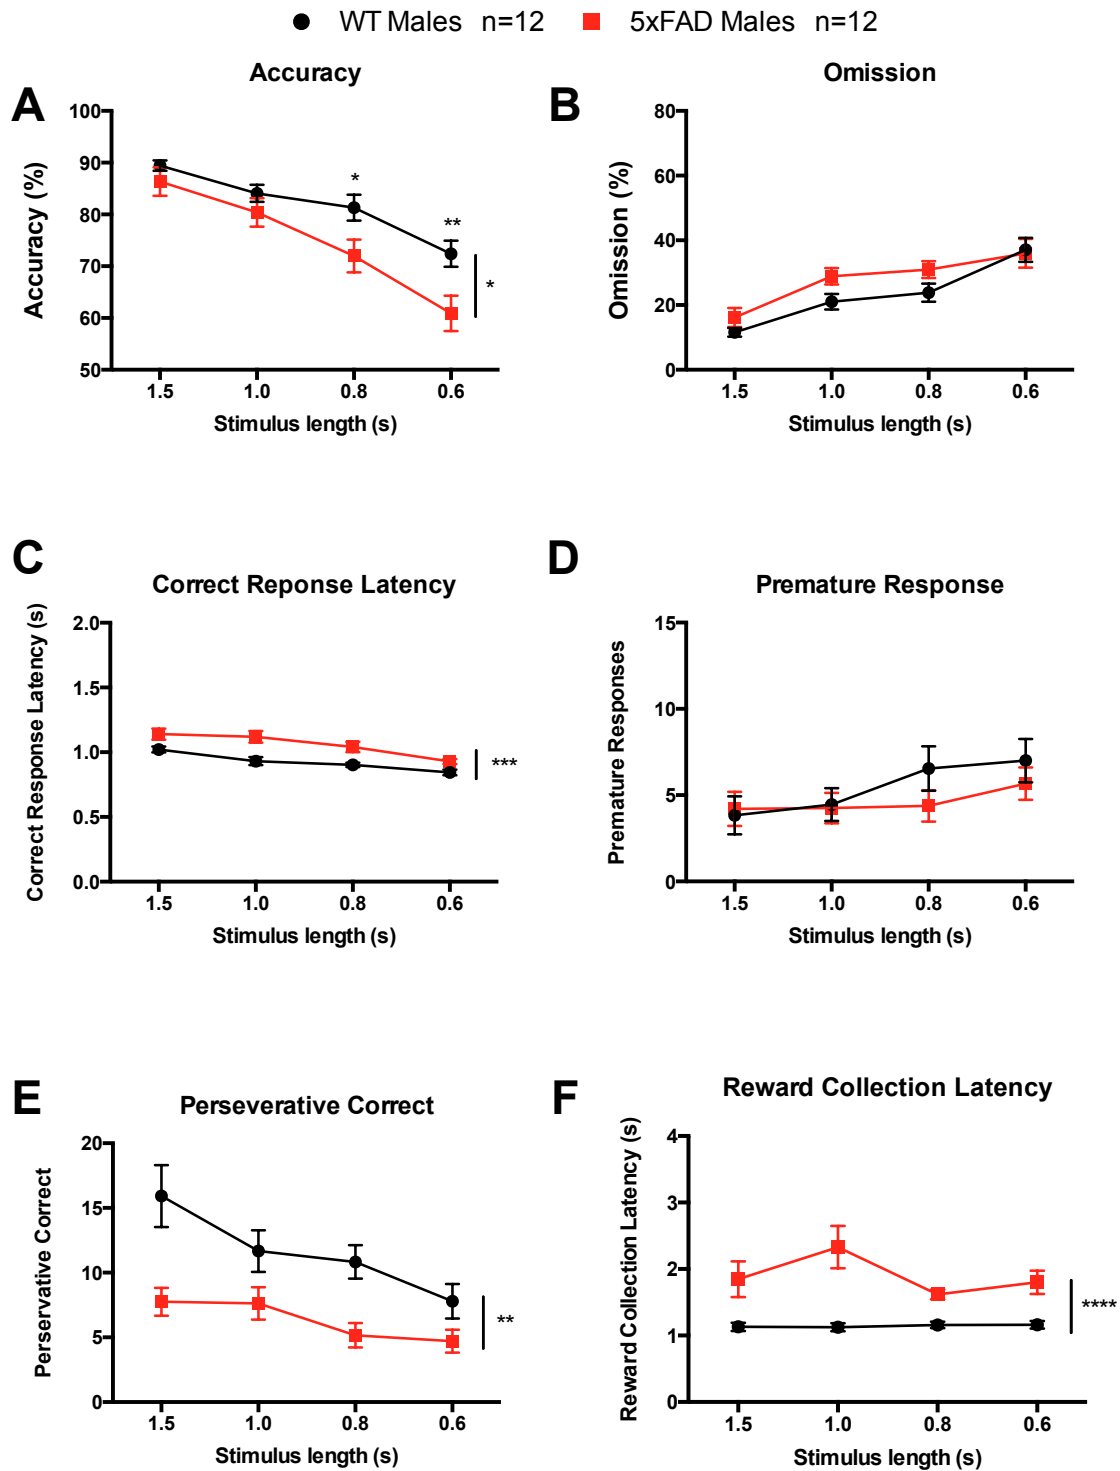 WT Males n=12 5xFAD Males n=12
A
Accuracy
Accuracy (%)
100
90
80
70
60
50
*
**
*
1.5 1.0 0.8 0.6
Stimulus length (s)
B
Omission
Omission (%)
80
60
40
20
0
1.5 1.0 0.8 0.6
Stimulus length (s)
C
Correct Reponse Latency
Correct Response Latency (s)
2.0
1.5
1.0
0.5
0.0
***
1.5 1.0 0.8 0.6
Stimulus length (s)
D
Premature Response
Premature Responses
15
10
5
0
1.5 1.0 0.8 0.6
Stimulus length (s)
E
Perseverative Correct
Perservative Correct
20
15
10
5
0
**
1.5 1.0 0.8 0.6
Stimulus length (s)
F
Reward Collection Latency
Reward Collection Latency (s)
4
3
2
1
0
****
1.5 1.0 0.8 0.6
Stimulus length (s)